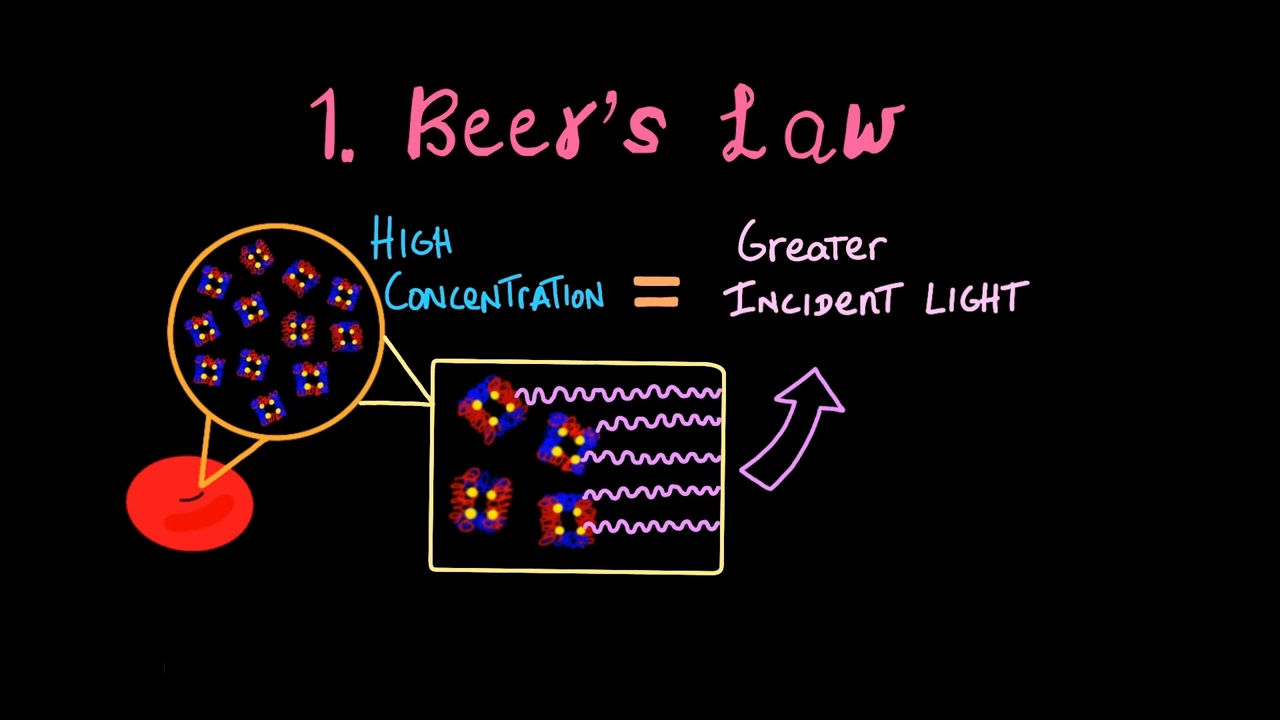 1. Beer's Law
HIGH
CONCENTRATION = Greater
INCIDENT LIGHT